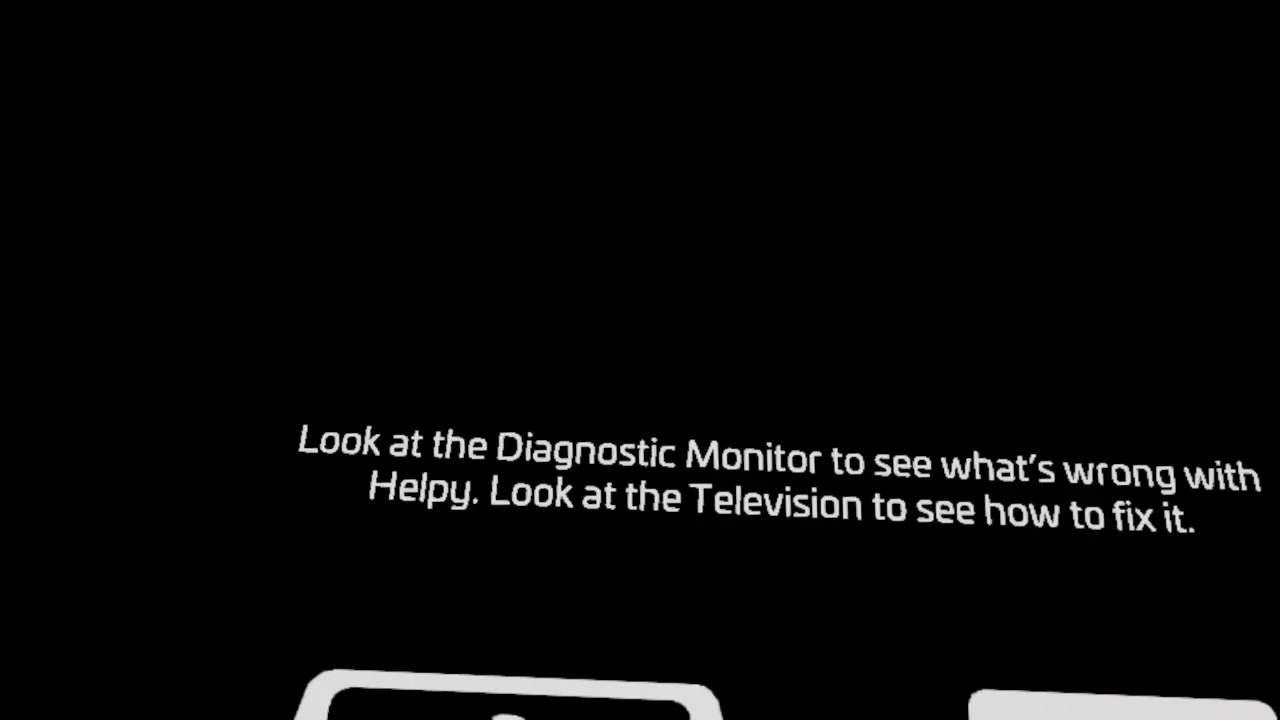 Look at the Diagnostic Monitor to see what's wrong with
Helpy. Look at the Television to see how to fix it.